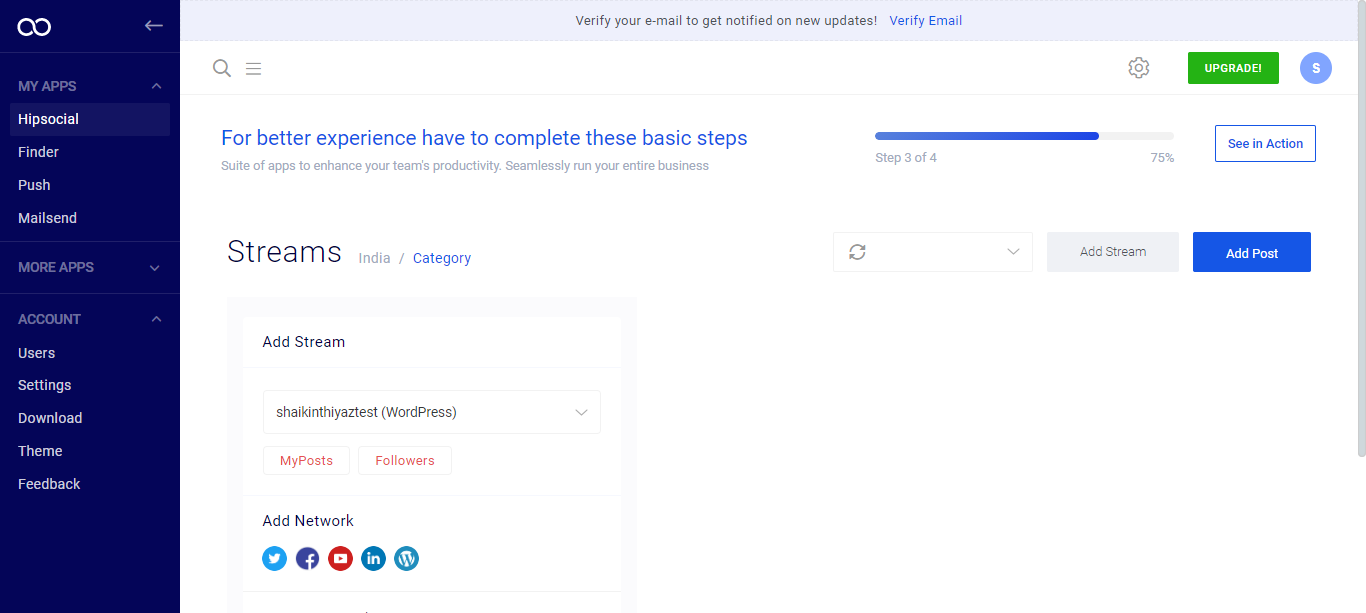 Verify your e-mail to get notified on new updates! Verify Email
UPGRADE!
S
MY APPS
Hipsocial
Finder
Push
Mailsend
MORE APPS
ACCOUNT
Users
Settings
Download
Theme
Feedback
For better experience have to complete these basic steps
Suite of apps to enhance your team's productivity. Seamlessly run your entire business
Step 3 of 4
75%
See in Action
Streams
India / Category
Add Stream
Add Post
Add Stream
shaikinthiyaztest (WordPress)
MyPosts
Followers
Add Network